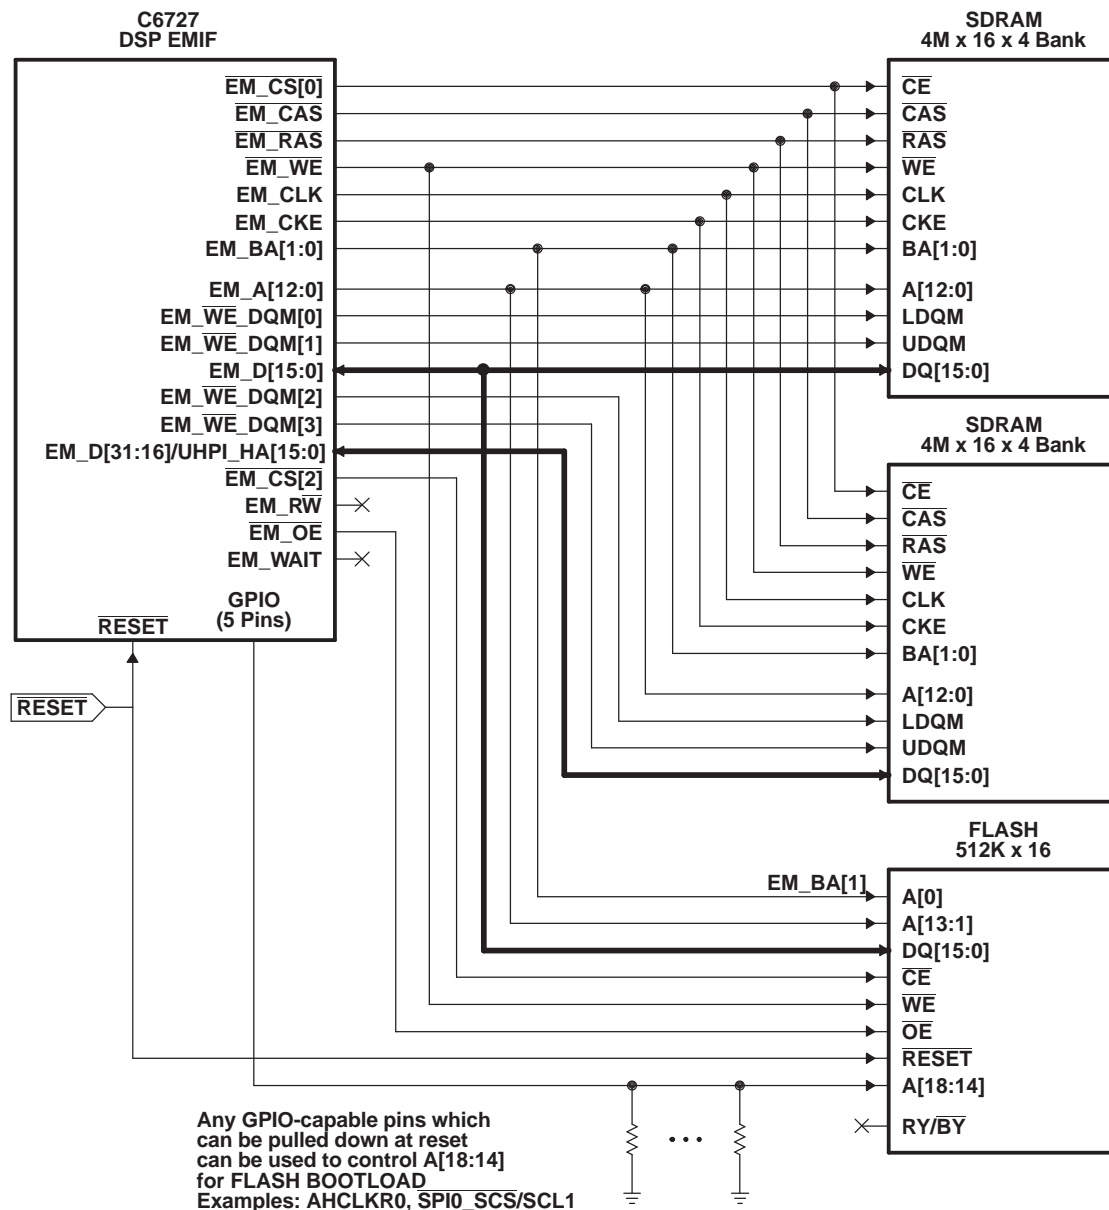 C6727
DSP EMIF
EM_CS[0]
EM_CAS
EM_RAS
EM_WE
EM_CLK
EM_CKE
EM_BA[1:0]
EM_A[12:0]
EM_WE_DQM[0]
EM_WE_DQM[1]
EM_D[15:0]
EM_WE_DQM[2]
EM_WE_DQM[3]
EM_D[31:16]/UHPI_HA[15:0]
EM_CS[2]
EM_RW
EM_OE
EM_WAIT
GPIO
(5 Pins)
RESET
RESET
SDRAM
4M x 16 x 4 Bank
CE
CAS
RAS
WE
CLK
CKE
BA[1:0]
A[12:0]
LDQM
UDQM
DQ[15:0]
SDRAM
4M x 16 x 4 Bank
CE
CAS
RAS
WE
CLK
CKE
BA[1:0]
A[12:0]
LDQM
UDQM
DQ[15:0]
FLASH
512K x 16
EM_BA[1]
A[0]
A[13:1]
DQ[15:0]
CE
WE
OE
RESET
A[18:14]
RY/BY
Any GPIO-capable pins which
can be pulled down at reset
can be used to control A[18:14]
for FLASH BOOTLOAD
Examples: AHCLKR0, SPI0_SCS/SCL1